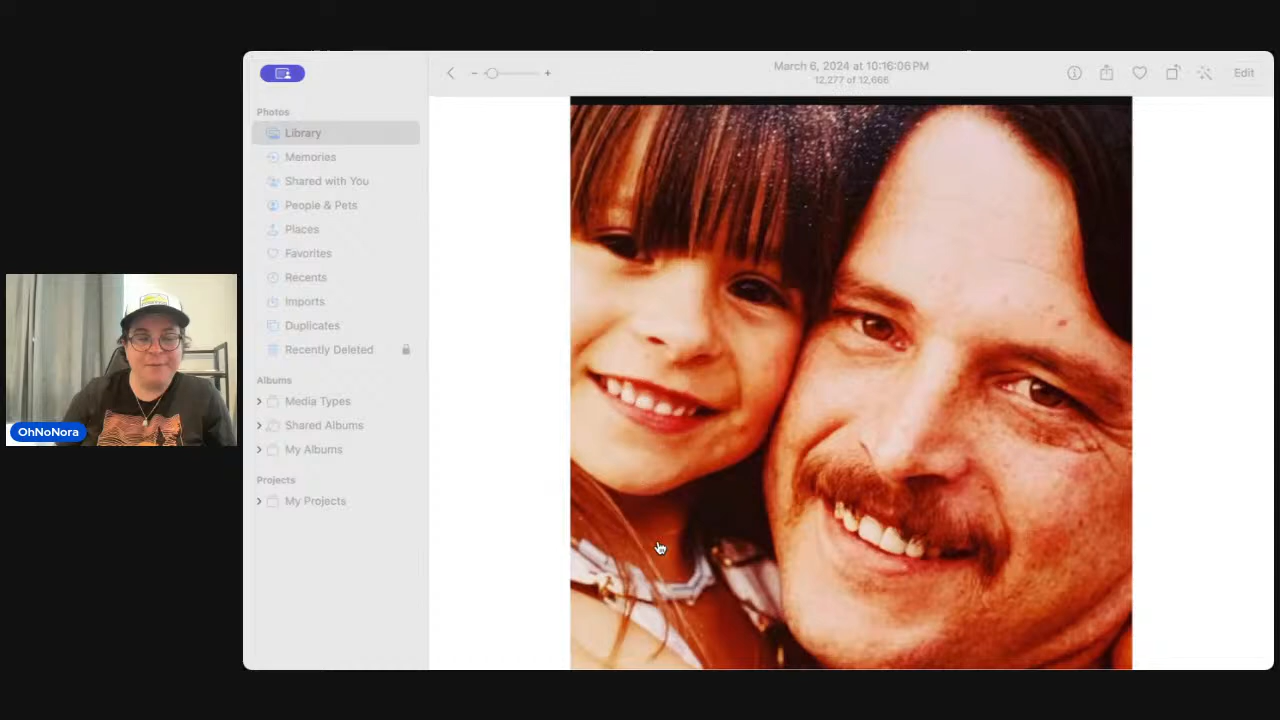 March 6, 2024 at 10:16:06 PM
12,277 of 12,666
Edit
Photos
Library
Memories
Shared with You
People & Pets
Places
Favorites
Recents
Imports
Duplicates
Recently Deleted
Albums
Media Types
Shared Albums
My Albums
Projects
My Projects
OhNoNora